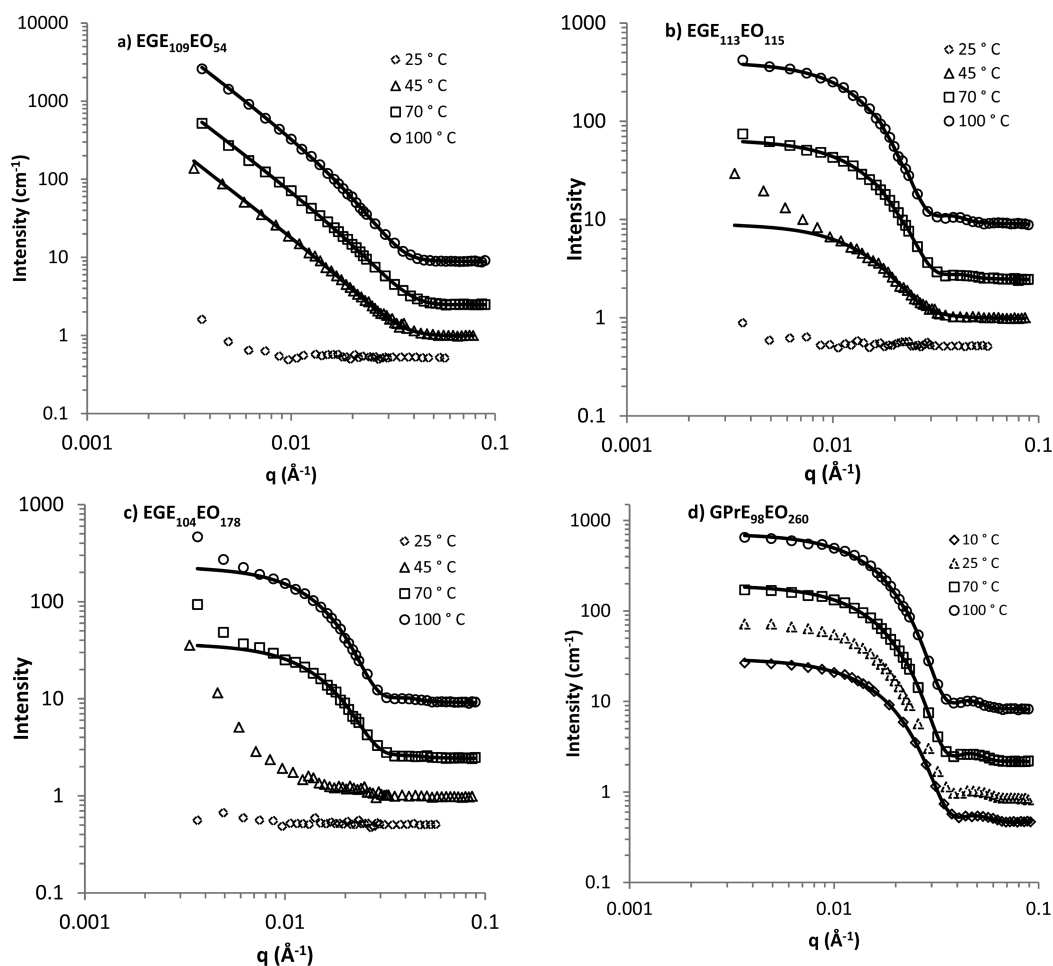 a) EGE₁₀₉EO₅₄
25 ° C
45 ° C
70 ° C
100 ° C
10000
1000
100
10
1
0.1
0.001
0.01
0.1
Intensity (cm⁻¹)
q (Å⁻¹)
b) EGE₁₁₃EO₁₁₅
25 ° C
45 ° C
70 ° C
100 ° C
1000
100
10
1
0.1
0.001
0.01
0.1
Intensity
q (Å⁻¹)
c) EGE₁₀₄EO₁₇₈
25 ° C
45 ° C
70 ° C
100 ° C
1000
100
10
1
0.1
0.001
0.01
0.1
Intensity
q (Å⁻¹)
d) GPrE₉₈EO₂₆₀
10 ° C
25 ° C
70 ° C
100 ° C
1000
100
10
1
0.1
0.001
0.01
0.1
Intensity (cm⁻¹)
q (Å⁻¹)